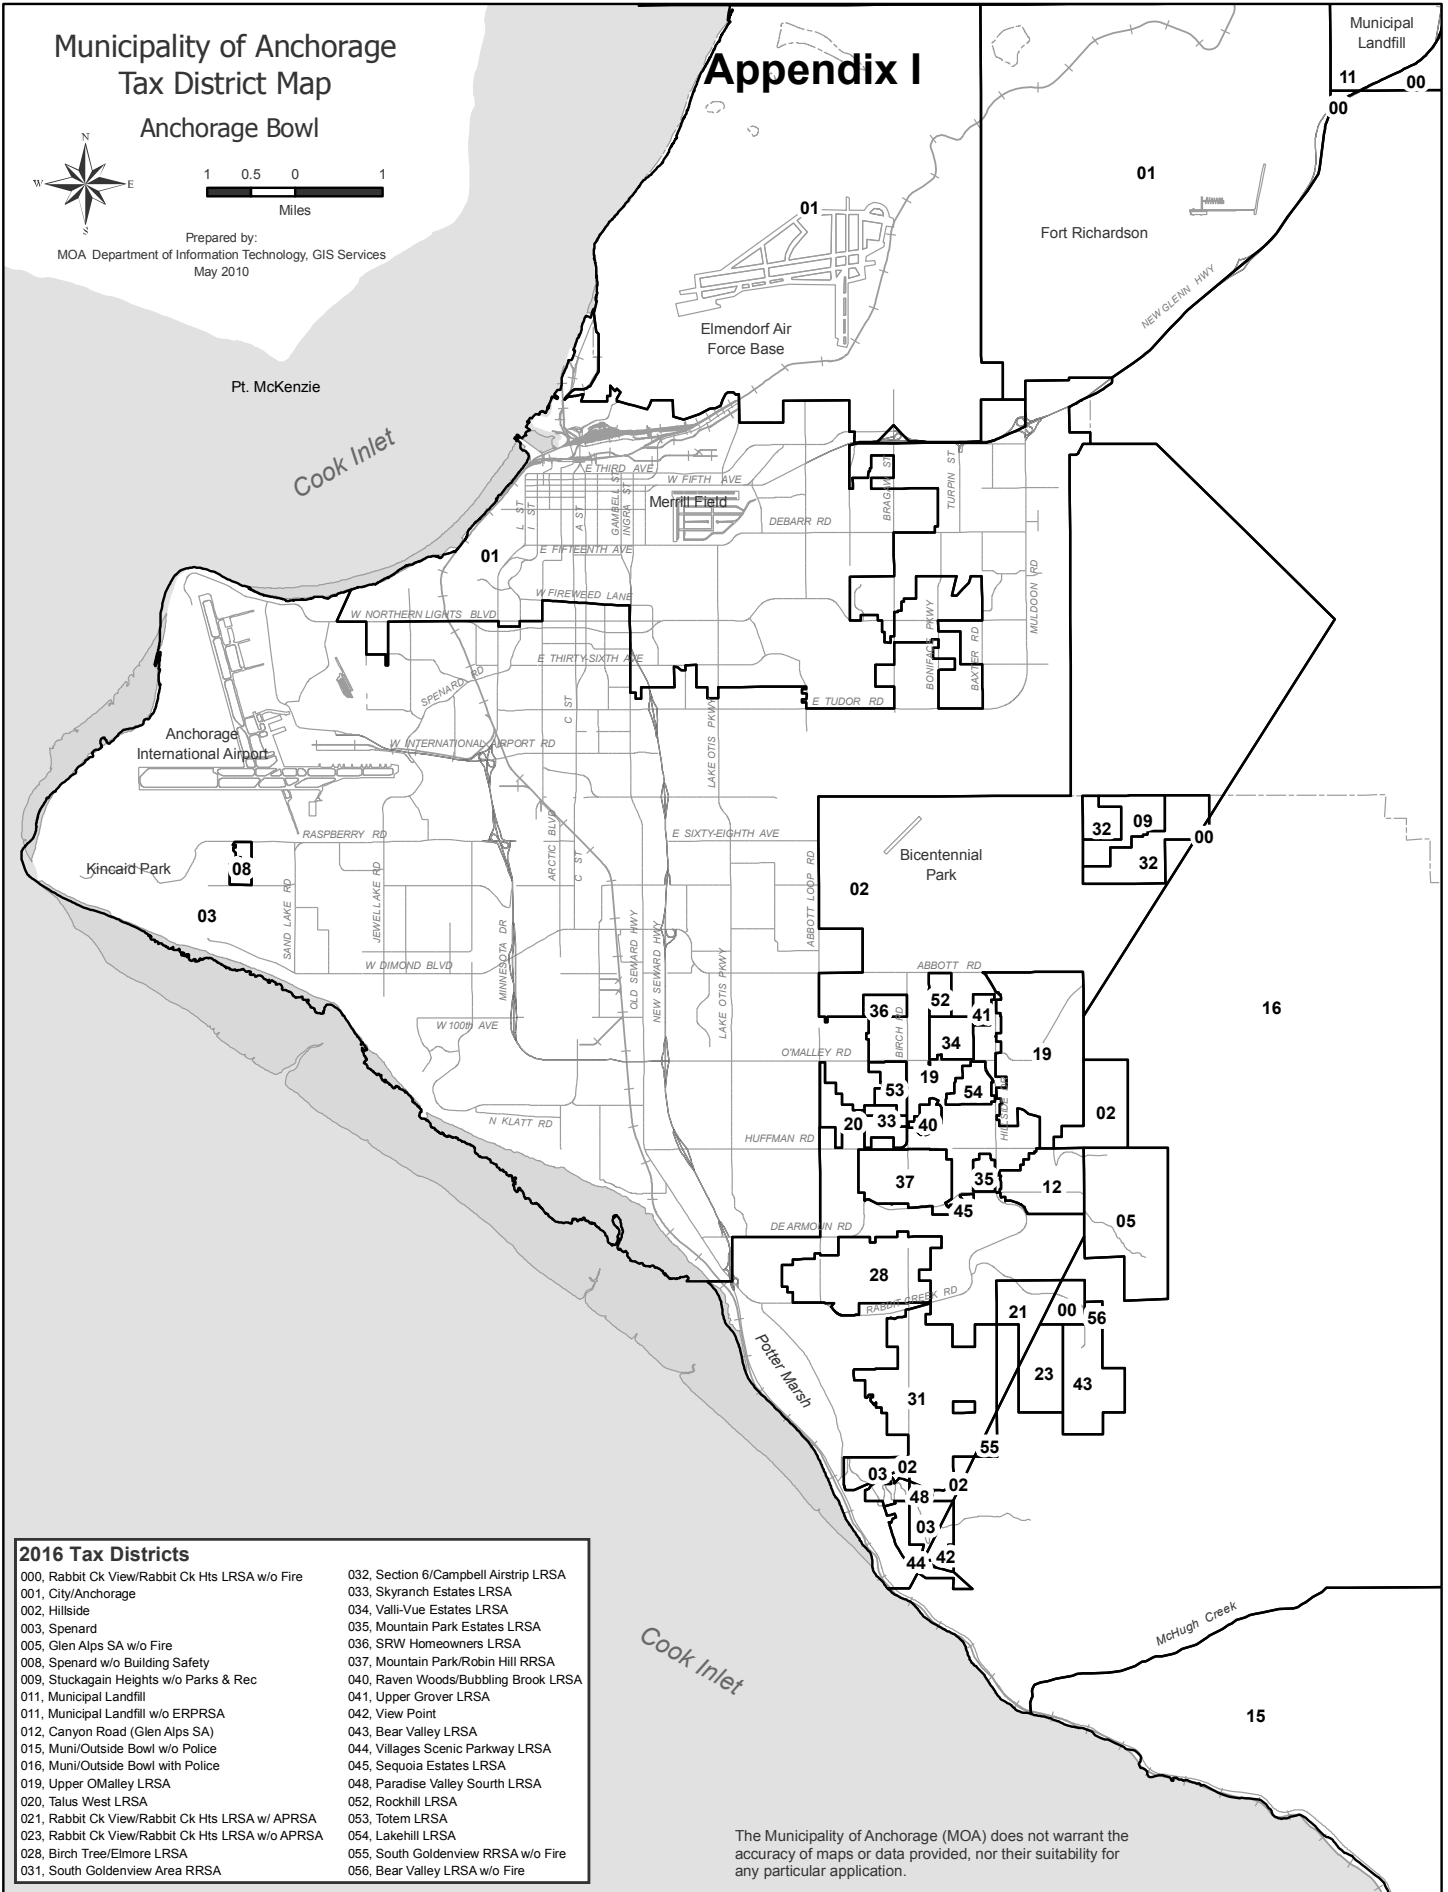 Municipality of Anchorage
Tax District Map
Anchorage Bowl
Appendix I
Municipal
Landfill
11
00
00
N
W
E
S
1
0.5
0
1
Miles
Prepared by:
MOA Department of Information Technology, GIS Services
May 2010
01
Fort Richardson
01
NEW GLENN HWY
Elmendorf Air
Force Base
Pt. McKenzie
Cook Inlet
E THIRD AVE
W FIFTH AVE
Merrill Field
L ST
I ST
A ST
GAMBELL ST
INGRA ST
DEBARR RD
BRAGAW ST
TURPIN ST
01
E FIFTEENTH AVE
W FIREWEED LANE
W NORTHERN LIGHTS BLVD
MULDOON RD
BONIFACE PKWY
BAXTER RD
E THIRTY-SIXTH AVE
SPENARD RD
E TUDOR RD
C ST
LAKE OTIS PKWY
Anchorage
International Airport
W INTERNATIONAL AIRPORT RD
RASPBERRY RD
ARCTIC BLVD
C ST
E SIXTY-EIGHTH AVE
Kincaid Park
08
03
SAND LAKE RD
JEWEL LAKE RD
MINNESOTA DR
OLD SEWARD HWY
NEW SEWARD HWY
LAKE OTIS PKWY
ABBOTT LOOP RD
Bicentennial
Park
02
32
09
00
32
W DIMOND BLVD
ABBOTT RD
W 100th AVE
16
36
52
41
BIRCH RD
34
19
O'MALLEY RD
19
53
54
HILLSIDE DR
02
20
33
40
N KLATT RD
HUFFMAN RD
37
35
12
45
05
DE ARMOUN RD
28
RABBIT CREEK RD
21
00
56
Potter Marsh
23
43
31
55
03
02
02
48
03
44
42
Cook Inlet
McHugh Creek
15
2016 Tax Districts
000, Rabbit Ck View/Rabbit Ck Hts LRSA w/o Fire
001, City/Anchorage
002, Hillside
003, Spenard
005, Glen Alps SA w/o Fire
008, Spenard w/o Building Safety
009, Stuckagain Heights w/o Parks & Rec
011, Municipal Landfill
011, Municipal Landfill w/o ERPRSA
012, Canyon Road (Glen Alps SA)
015, Muni/Outside Bowl w/o Police
016, Muni/Outside Bowl with Police
019, Upper OMalley LRSA
020, Talus West LRSA
021, Rabbit Ck View/Rabbit Ck Hts LRSA w/ APRSA
023, Rabbit Ck View/Rabbit Ck Hts LRSA w/o APRSA
028, Birch Tree/Elmore LRSA
031, South Goldenview Area RRSA
032, Section 6/Campbell Airstrip LRSA
033, Skyranch Estates LRSA
034, Valli-Vue Estates LRSA
035, Mountain Park Estates LRSA
036, SRW Homeowners LRSA
037, Mountain Park/Robin Hill RRSA
040, Raven Woods/Bubbling Brook LRSA
041, Upper Grover LRSA
042, View Point
043, Bear Valley LRSA
044, Villages Scenic Parkway LRSA
045, Sequoia Estates LRSA
048, Paradise Valley Sourth LRSA
052, Rockhill LRSA
053, Totem LRSA
054, Lakehill LRSA
055, South Goldenview RRSA w/o Fire
056, Bear Valley LRSA w/o Fire
The Municipality of Anchorage (MOA) does not warrant the
accuracy of maps or data provided, nor their suitability for
any particular application.